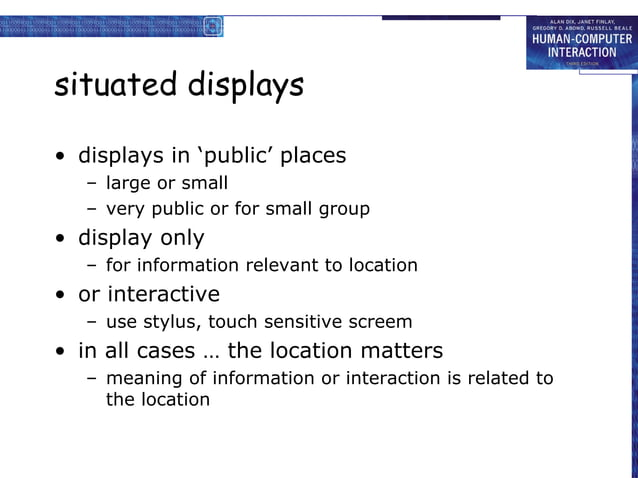 ALAN DIX, JANET FINLAY,
GREGORY D. ABOWD, RUSSELL BEALE
HUMAN-COMPUTER
INTERACTION
THIRD EDITION
situated displays
• displays in ‘public’ places
– large or small
– very public or for small group
• display only
– for information relevant to location
• or interactive
– use stylus, touch sensitive screem
• in all cases … the location matters
– meaning of information or interaction is related to
the location